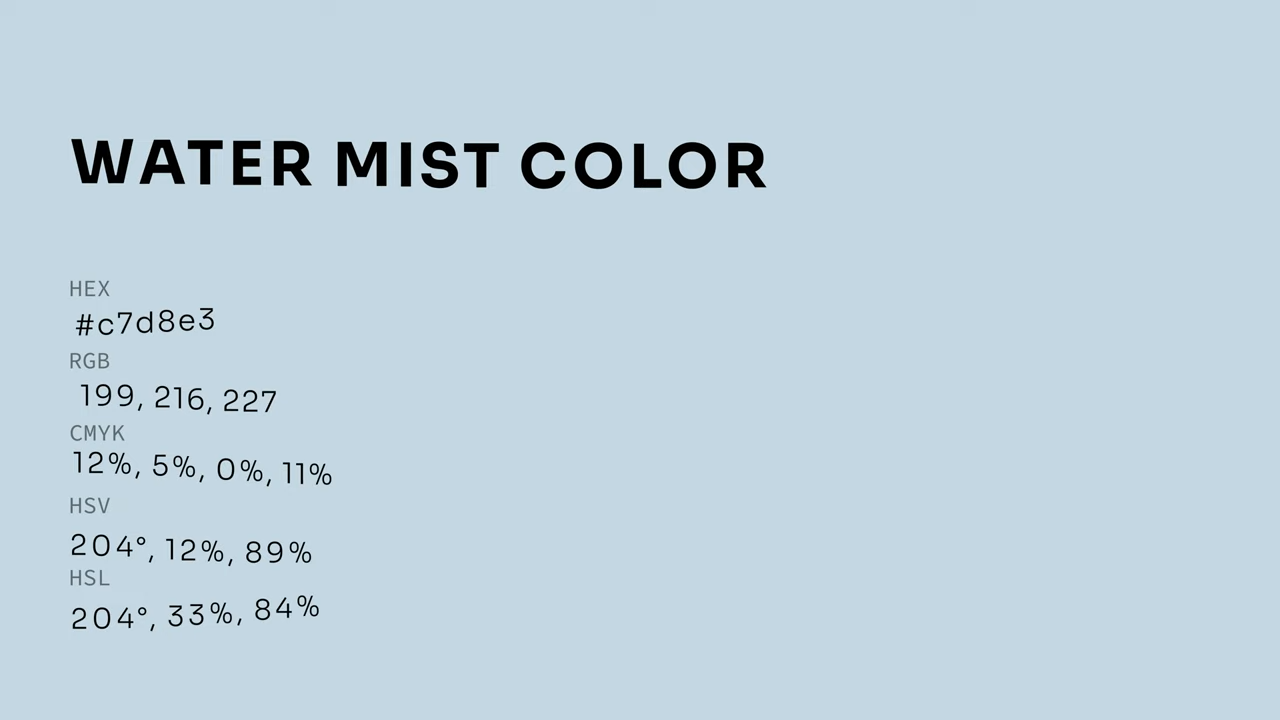 WATER MIST COLOR
HEX
#c7d8e3
RGB
199, 216, 227
CMYK
12%, 5%, 0%, 11%
HSV
204°, 12%, 89%
HSL
204°, 33%, 84%